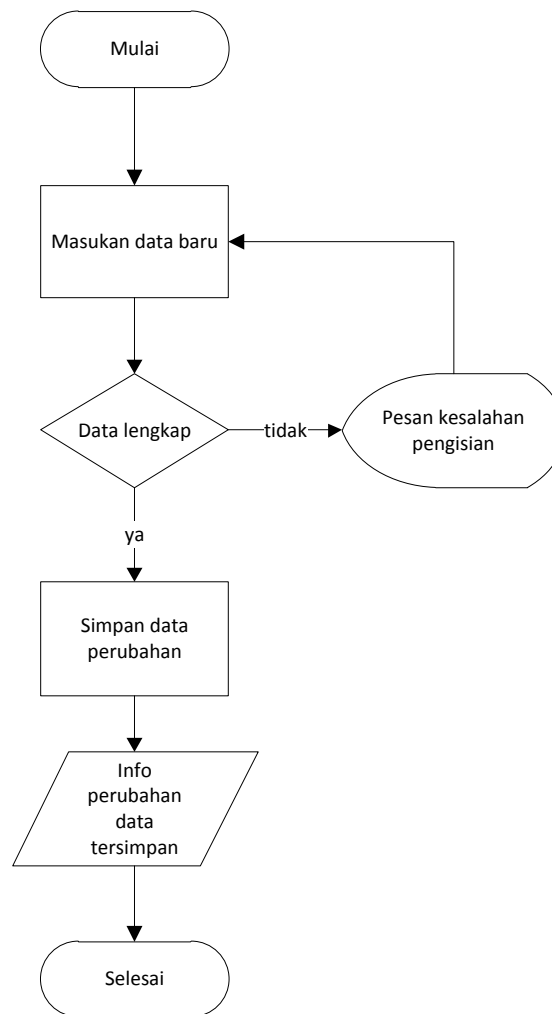 Mulai
Masukan data baru
Data lengkap
tidak
Pesan kesalahan
pengisian
ya
Simpan data
perubahan
Info
perubahan
data
tersimpan
Selesai